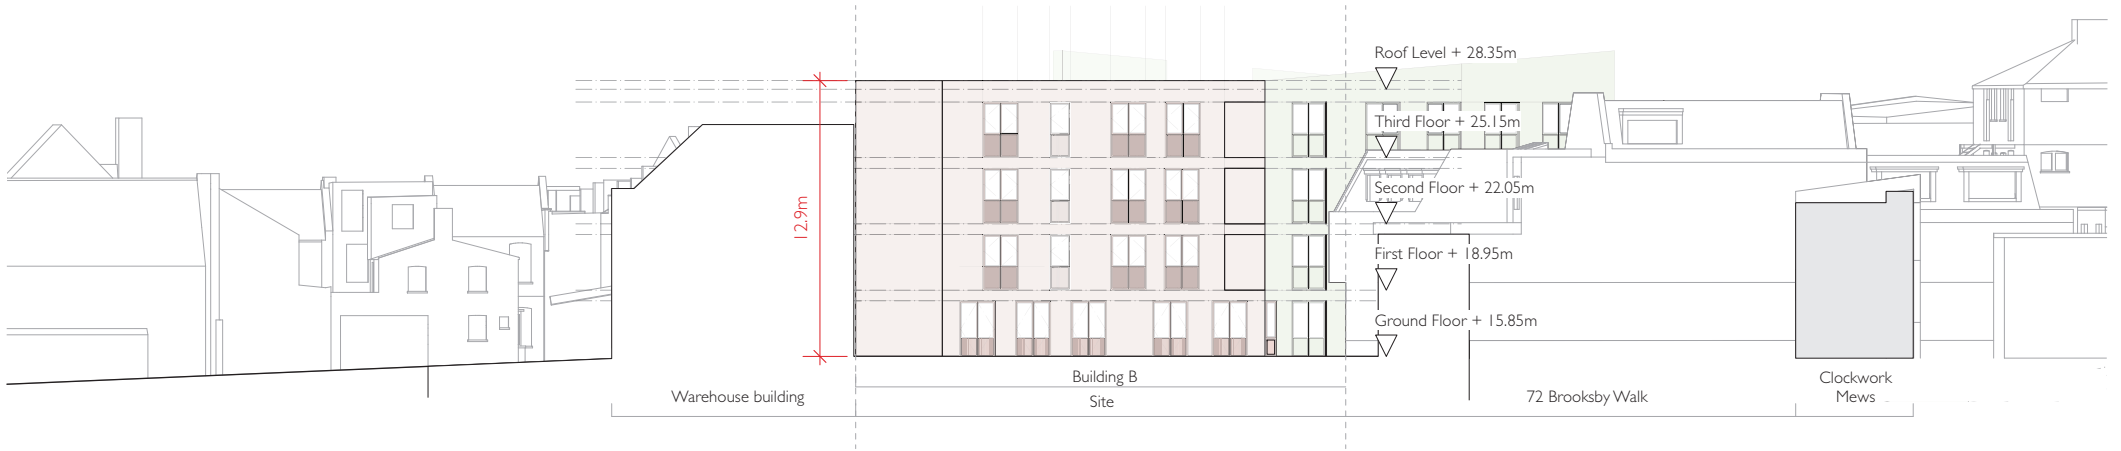 Roof Level + 28.35m
Third Floor + 25.15m
Second Floor + 22.05m
12.9m
First Floor + 18.95m
Ground Floor + 15.85m
Building B
Warehouse building
Site
72 Brooksby Walk
Clockwork
Mews